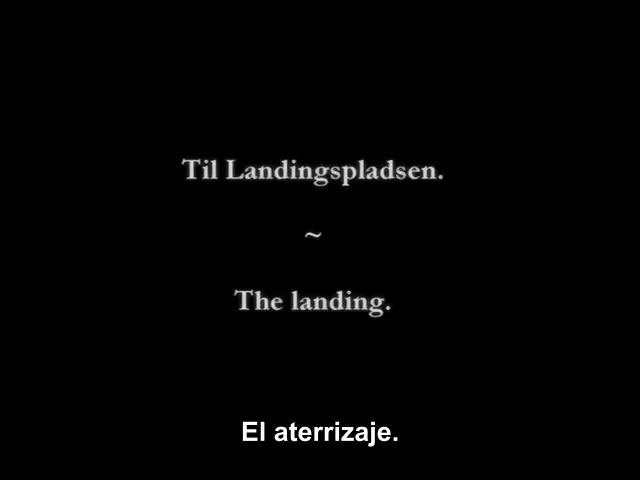 Til Landingspladsen.
~
The landing.
El aterrizaje.